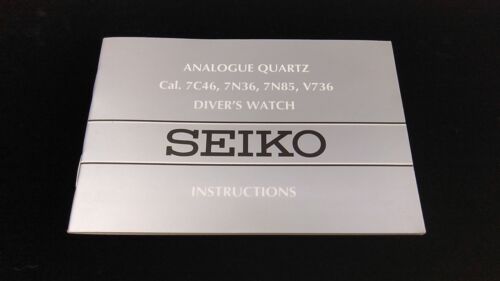 ANALOGUE QUARTZ
Cal. 7C46, 7N36, 7N85, V736
DIVER'S WATCH
SEIKO
INSTRUCTIONS